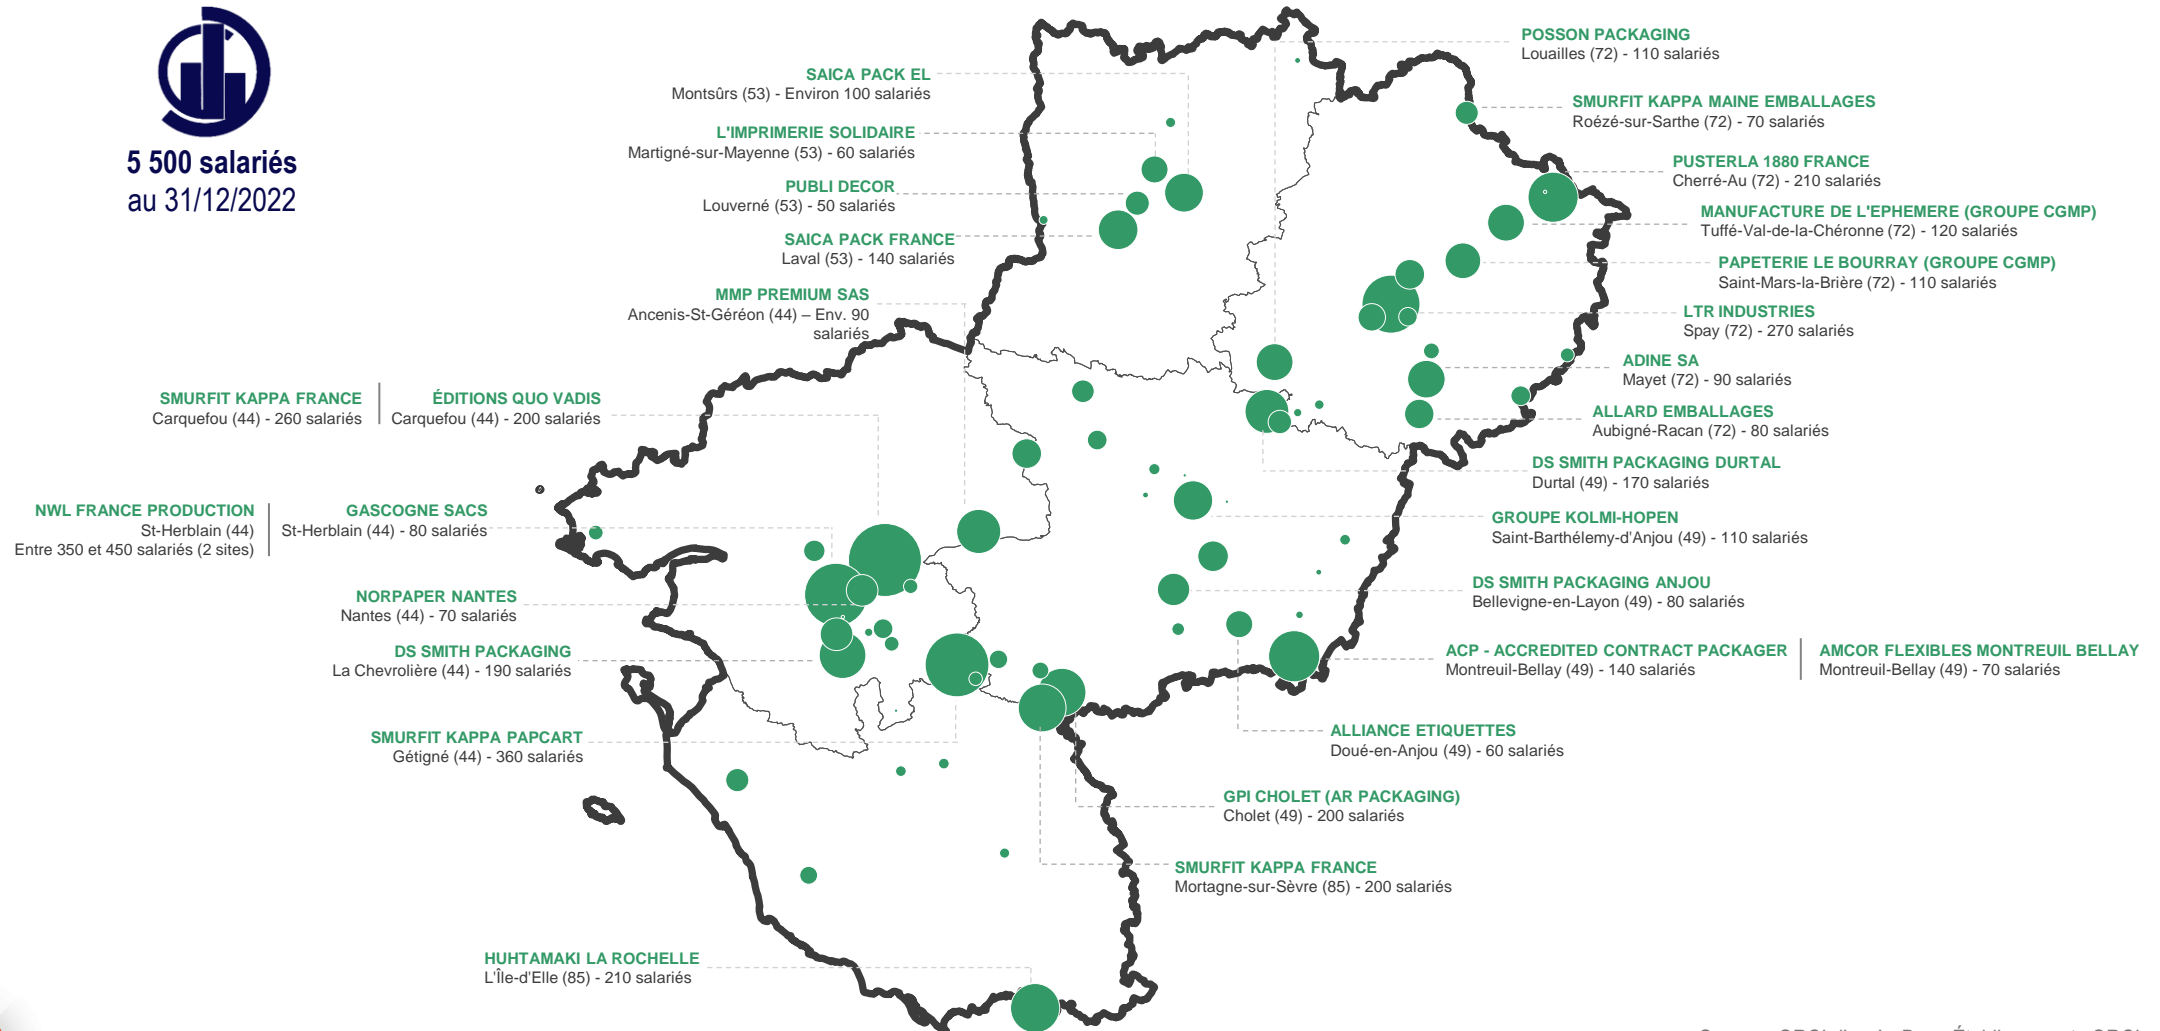 5 500 salariés
au 31/12/2022
SAICA PACK EL
Montsûrs (53) - Environ 100 salariés
L'IMPRIMERIE SOLIDAIRE
Martigné-sur-Mayenne (53) - 60 salariés
PUBLI DECOR
Louverné (53) - 50 salariés
SAICA PACK FRANCE
Laval (53) - 140 salariés
MMP PREMIUM SAS
Ancenis-St-Géréon (44) – Env. 90
salariés
SMURFIT KAPPA FRANCE
Carquefou (44) - 260 salariés
ÉDITIONS QUO VADIS
Carquefou (44) - 200 salariés
NWL FRANCE PRODUCTION
St-Herblain (44)
Entre 350 et 450 salariés (2 sites)
GASCOGNE SACS
St-Herblain (44) - 80 salariés
NORPAPER NANTES
Nantes (44) - 70 salariés
DS SMITH PACKAGING
La Chevrolière (44) - 190 salariés
SMURFIT KAPPA PAPCART
Gétigné (44) - 360 salariés
HUHTAMAKI LA ROCHELLE
L'Île-d'Elle (85) - 210 salariés
POSSON PACKAGING
Louailles (72) - 110 salariés
SMURFIT KAPPA MAINE EMBALLAGES
Roézé-sur-Sarthe (72) - 70 salariés
PUSTERLA 1880 FRANCE
Cherré-Au (72) - 210 salariés
MANUFACTURE DE L'EPHEMERE (GROUPE CGMP)
Tuffé-Val-de-la-Chéronne (72) - 120 salariés
PAPETERIE LE BOURRAY (GROUPE CGMP)
Saint-Mars-la-Brière (72) - 110 salariés
LTR INDUSTRIES
Spay (72) - 270 salariés
ADINE SA
Mayet (72) - 90 salariés
ALLARD EMBALLAGES
Aubigné-Racan (72) - 80 salariés
DS SMITH PACKAGING DURTAL
Durtal (49) - 170 salariés
GROUPE KOLMI-HOPEN
Saint-Barthélemy-d'Anjou (49) - 110 salariés
DS SMITH PACKAGING ANJOU
Bellevigne-en-Layon (49) - 80 salariés
ACP - ACCREDITED CONTRACT PACKAGER
Montreuil-Bellay (49) - 140 salariés
AMCOR FLEXIBLES MONTREUIL BELLAY
Montreuil-Bellay (49) - 70 salariés
ALLIANCE ETIQUETTES
Doué-en-Anjou (49) - 60 salariés
GPI CHOLET (AR PACKAGING)
Cholet (49) - 200 salariés
SMURFIT KAPPA FRANCE
Mortagne-sur-Sèvre (85) - 200 salariés